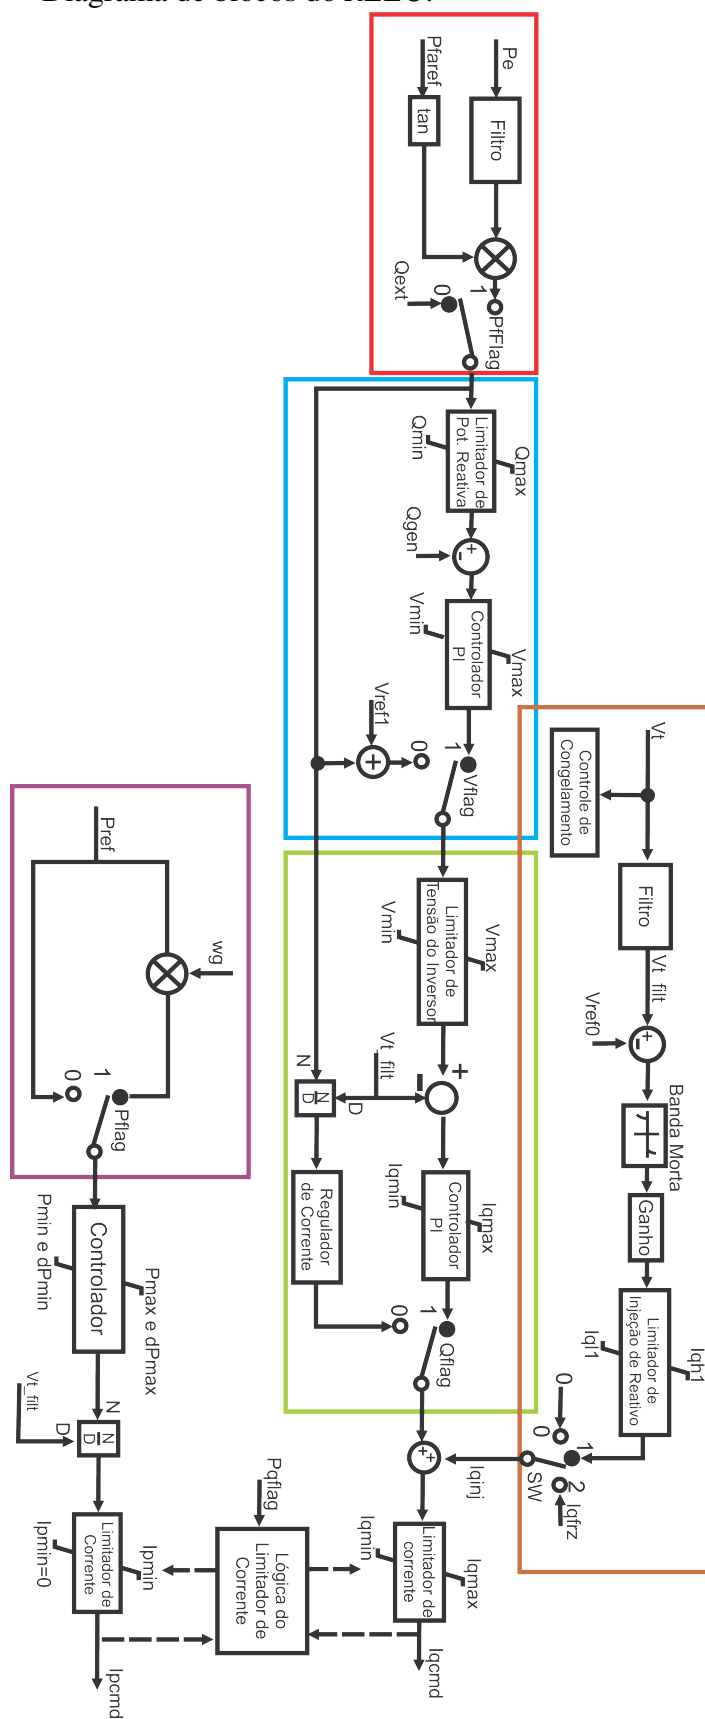 Diagrama de blocos do REEC.
Pe
Filtro
Pfaref
tan
1
PfFlag
0
Qext
Qmax
Limitador de
Pot. Reativa
Qmin
+
-
Qgen
Vmax
Controlador
PI
Vmin
1
Vflag
0
Vref1
+
Vmax
Limitador de
Tensão do Inversor
Vmin
+
-
Vt_filt
N
D
N
D
Iqmax
Controlador
PI
Iqmin
Regulador
de Corrente
1
Qflag
0
Vt
Controle de
Congelamento
Filtro
Vt_filt
+
-
Vref0
Banda Morta
Ganho
Iqh1
Limitador de
Injeção de Reativo
Iql1
0
0
1
2
SW
Iqfrz
Iqinj
++
Iqmax
Limitador de
corrente
Iqmin
Iqcmd
Pqflag
Lógica do
Limitador de
Corrente
Pref
wg
1
Pflag
0
Pmax e dPmax
Controlador
Pmin e dPmin
Vt_filt
N
D
N
D
Ipmin
Limitador de
Corrente
Ipmin=0
Ipcmd